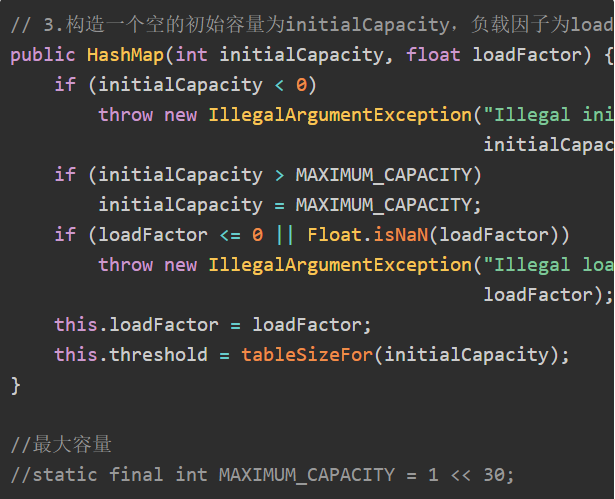 // 3.构造一个空的初始容量为initialCapacity，负载因子为load
public HashMap(int initialCapacity, float loadFactor) {
    if (initialCapacity < 0)
        throw new IllegalArgumentException("Illegal ini
                                           initialCapac
    if (initialCapacity > MAXIMUM_CAPACITY)
        initialCapacity = MAXIMUM_CAPACITY;
    if (loadFactor <= 0 || Float.isNaN(loadFactor))
        throw new IllegalArgumentException("Illegal loa
                                           loadFactor);
    this.loadFactor = loadFactor;
    this.threshold = tableSizeFor(initialCapacity);
}

//最大容量
//static final int MAXIMUM_CAPACITY = 1 << 30;